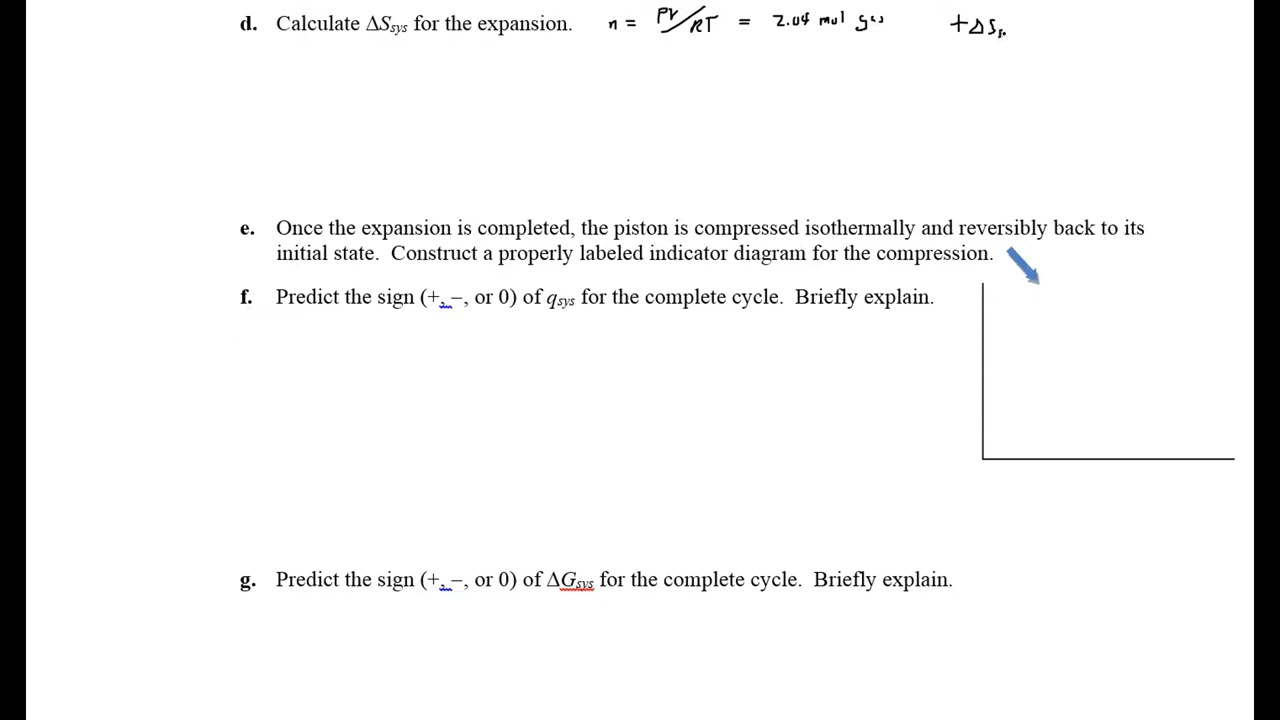 d. Calculate ΔSsys for the expansion. n = PV/RT = 2.04 mol gas +ΔS
e. Once the expansion is completed, the piston is compressed isothermally and reversibly back to its
initial state. Construct a properly labeled indicator diagram for the compression.
f. Predict the sign (+, −, or 0) of qsys for the complete cycle. Briefly explain.
g. Predict the sign (+, −, or 0) of ΔGsys for the complete cycle. Briefly explain.